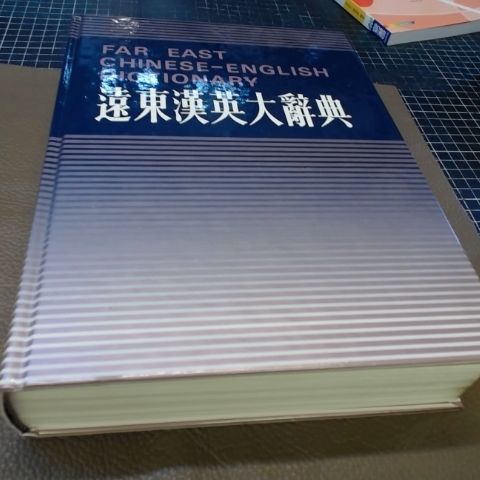 FAR EAST
CHINESE-ENGLISH
DICTIONARY
遠東漢英大辭典